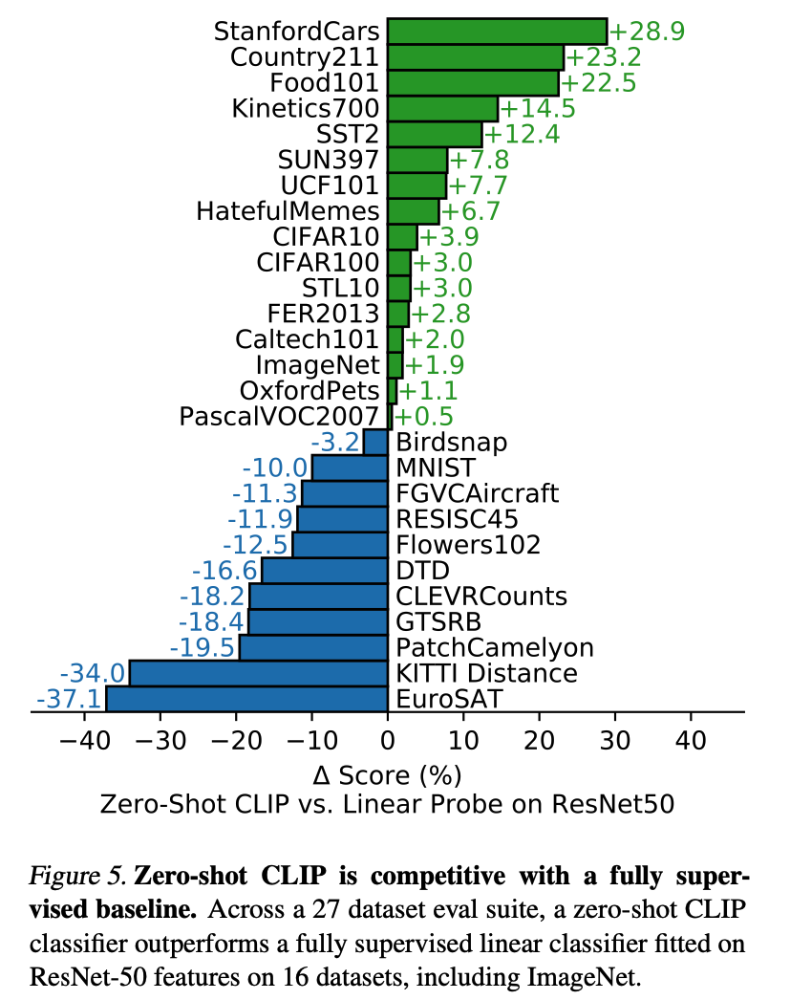 StanfordCars +28.9
Country211 +23.2
Food101 +22.5
Kinetics700 +14.5
SST2 +12.4
SUN397 +7.8
UCF101 +7.7
HatefulMemes +6.7
CIFAR10 +3.9
CIFAR100 +3.0
STL10 +3.0
FER2013 +2.8
Caltech101 +2.0
ImageNet +1.9
OxfordPets +1.1
PascalVOC2007 +0.5
-3.2 Birdsnap
-10.0 MNIST
-11.3 FGVCAircraft
-11.9 RESISC45
-12.5 Flowers102
-16.6 DTD
-18.2 CLEVRCounts
-18.4 GTSRB
-19.5 PatchCamelyon
-34.0 KITTI Distance
-37.1 EuroSAT
−40 −30 −20 −10 0 10 20 30 40
Δ Score (%)
Zero-Shot CLIP vs. Linear Probe on ResNet50
Figure 5. Zero-shot CLIP is competitive with a fully super-
vised baseline. Across a 27 dataset eval suite, a zero-shot CLIP
classifier outperforms a fully supervised linear classifier fitted on
ResNet-50 features on 16 datasets, including ImageNet.